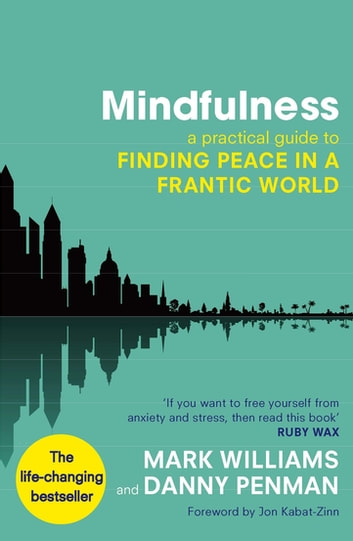 Mindfulness
a practical guide to
FINDING PEACE IN A
FRANTIC WORLD
'If you want to free yourself from
anxiety and stress, then read this book'
RUBY WAX
The
life-changing
bestseller
MARK WILLIAMS
and DANNY PENMAN
Foreword by Jon Kabat-Zinn